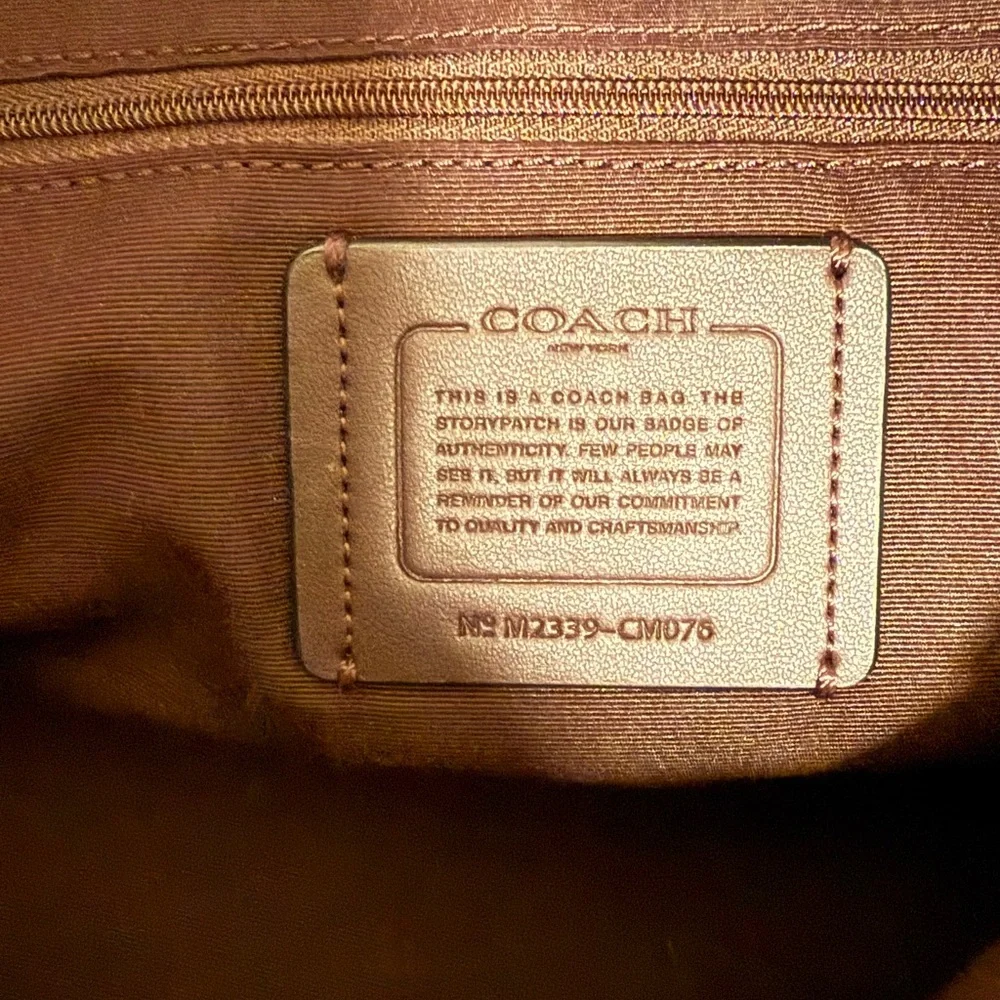 COACH
NEW YORK
THIS IS A COACH BAG. THE
STORYPATCH IS OUR BADGE OF
AUTHENTICITY. FEW PEOPLE MAY
SEE IT, BUT IT WILL ALWAYS BE A
REMINDER OF OUR COMMITMENT
TO QUALITY AND CRAFTSMANSHIP.
Nº M2339-CM076